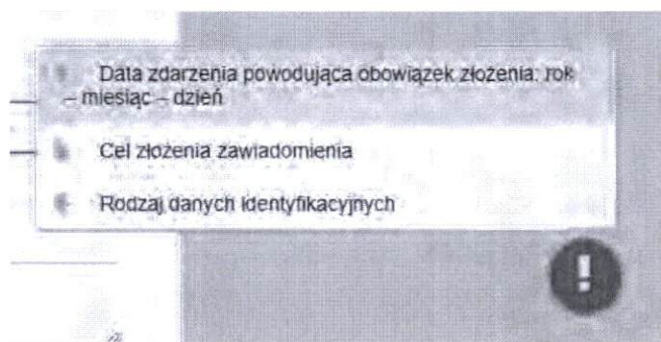 Data zdarzenia powodująca obowiązek złożenia: rok
– miesiąc – dzień
Cel złożenia zawiadomienia
Rodzaj danych identyfikacyjnych
!